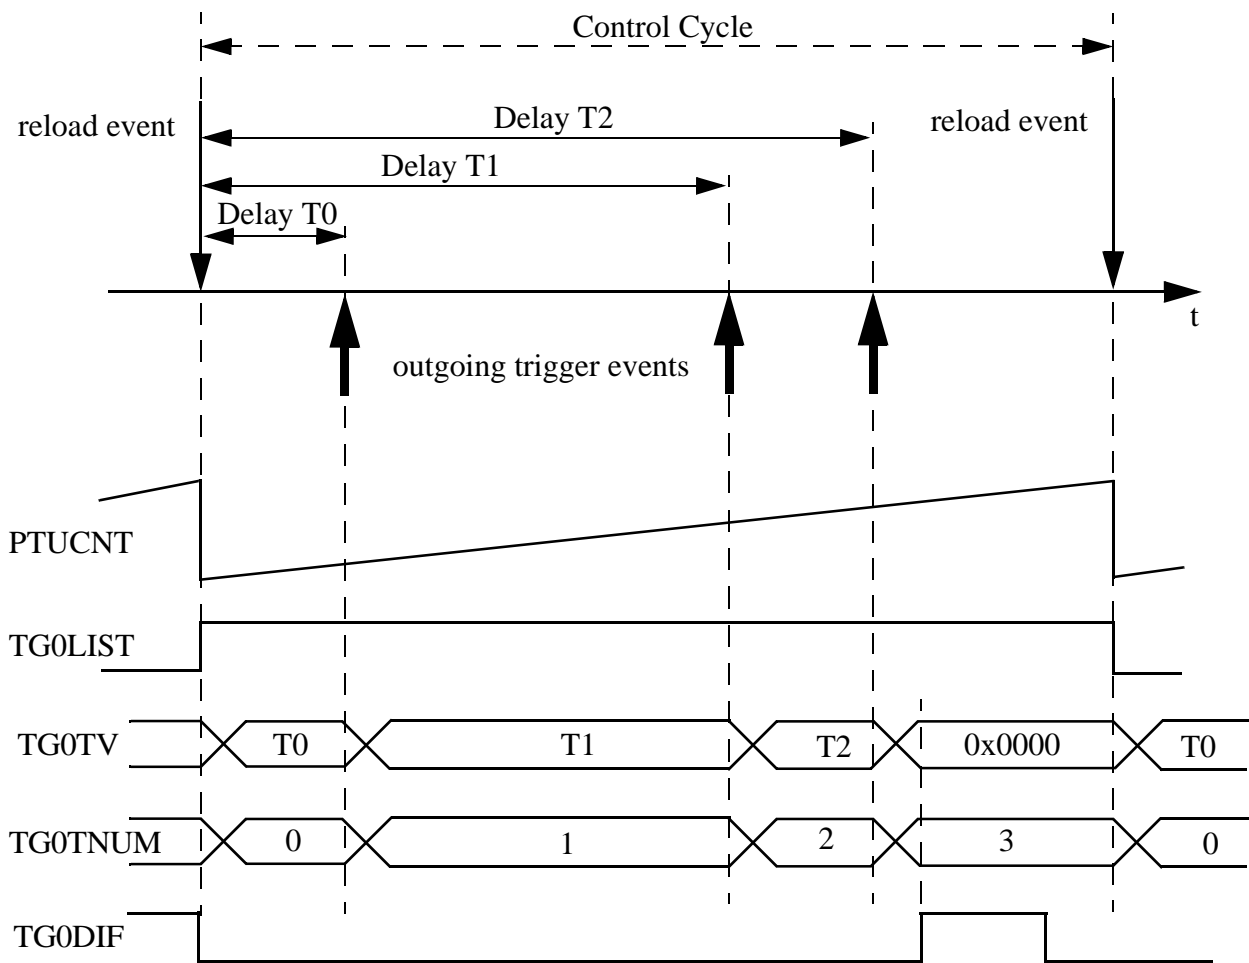 Control Cycle
reload event
Delay T2
reload event
Delay T1
Delay T0
t
outgoing trigger events
PTUCNT
TG0LIST
TG0TV T0 T1 T2 0x0000 T0
TG0TNUM 0 1 2 3 0
TG0DIF